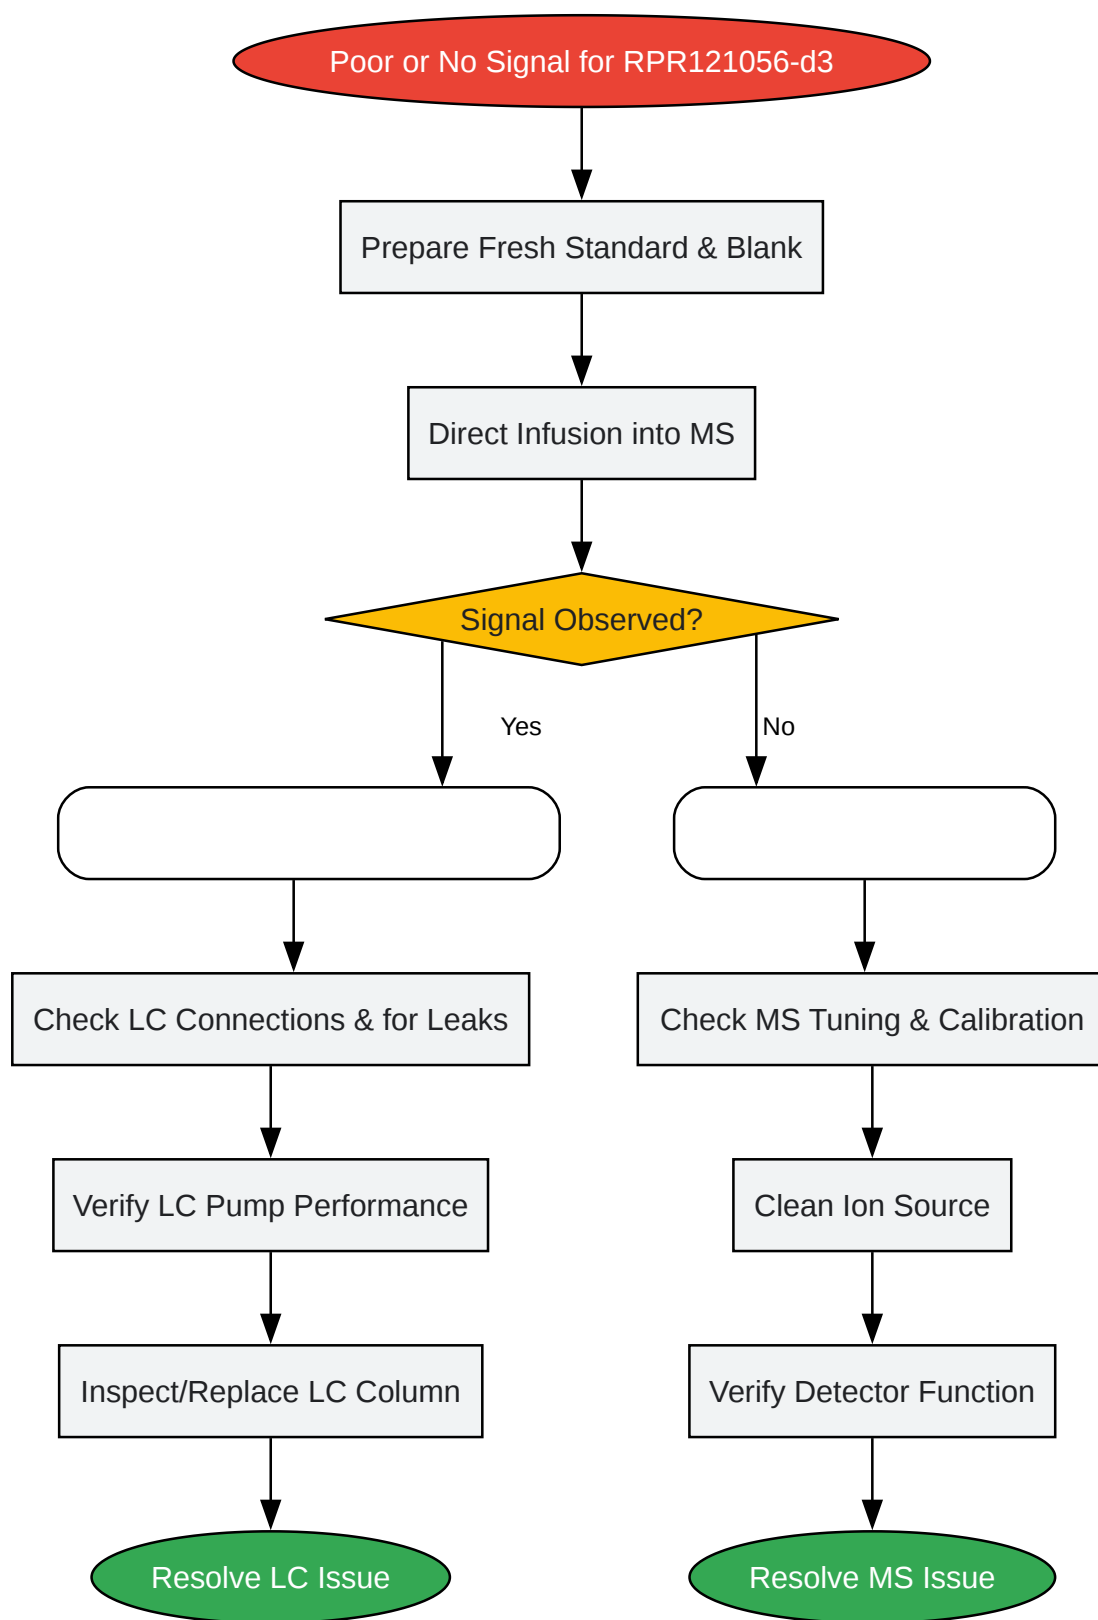 Poor or No Signal for RPR121056-d3
Prepare Fresh Standard & Blank
Direct Infusion into MS
Signal Observed?
Yes
No
Check LC Connections & for Leaks
Check MS Tuning & Calibration
Verify LC Pump Performance
Clean Ion Source
Inspect/Replace LC Column
Verify Detector Function
Resolve LC Issue
Resolve MS Issue